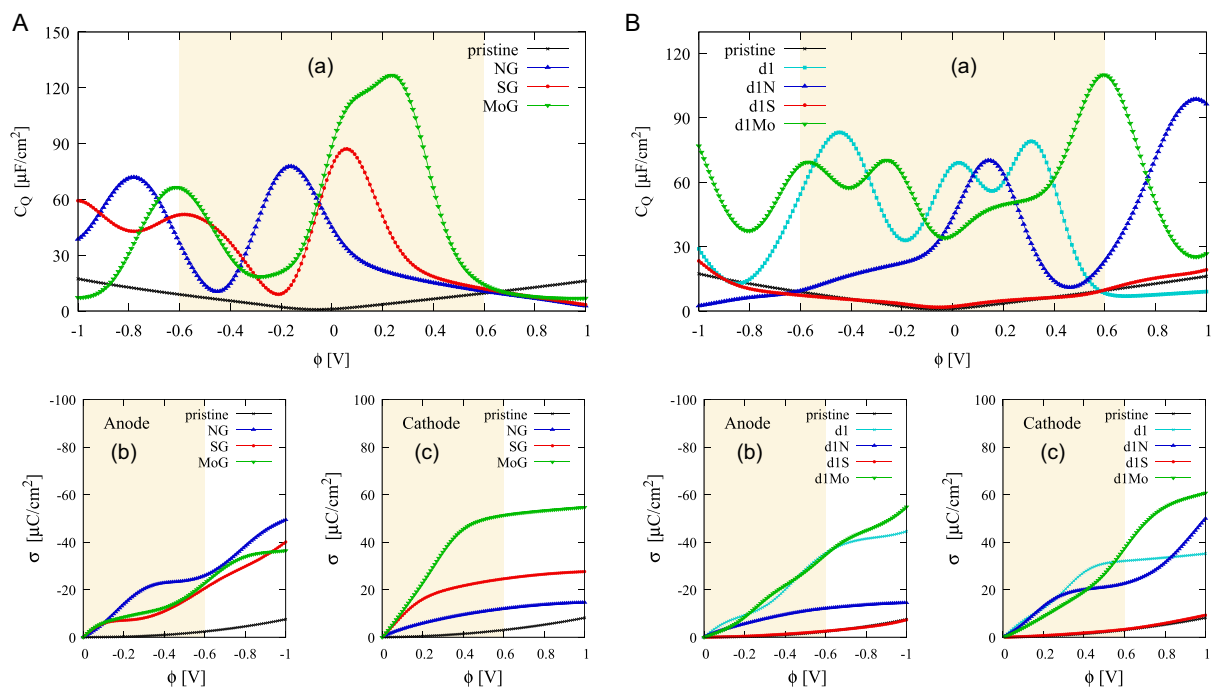 A
(a)
pristine
NG
SG
MoG
C_Q [μF/cm²]
150
120
90
60
30
0
-1 -0.8 -0.6 -0.4 -0.2 0 0.2 0.4 0.6 0.8 1
ϕ [V]
B
(a)
pristine
d1
d1N
d1S
d1Mo
C_Q [μF/cm²]
120
90
60
30
0
-1 -0.8 -0.6 -0.4 -0.2 0 0.2 0.4 0.6 0.8 1
ϕ [V]
Anode
(b)
pristine
NG
SG
MoG
σ [μC/cm²]
-100
-80
-60
-40
-20
0
0 -0.2 -0.4 -0.6 -0.8 -1
ϕ [V]
Cathode
(c)
pristine
NG
SG
MoG
σ [μC/cm²]
100
80
60
40
20
0
0 0.2 0.4 0.6 0.8 1
ϕ [V]
Anode
(b)
pristine
d1
d1N
d1S
d1Mo
σ [μC/cm²]
-100
-80
-60
-40
-20
0
0 -0.2 -0.4 -0.6 -0.8 -1
ϕ [V]
Cathode
(c)
pristine
d1
d1N
d1S
d1Mo
σ [μC/cm²]
100
80
60
40
20
0
0 0.2 0.4 0.6 0.8 1
ϕ [V]